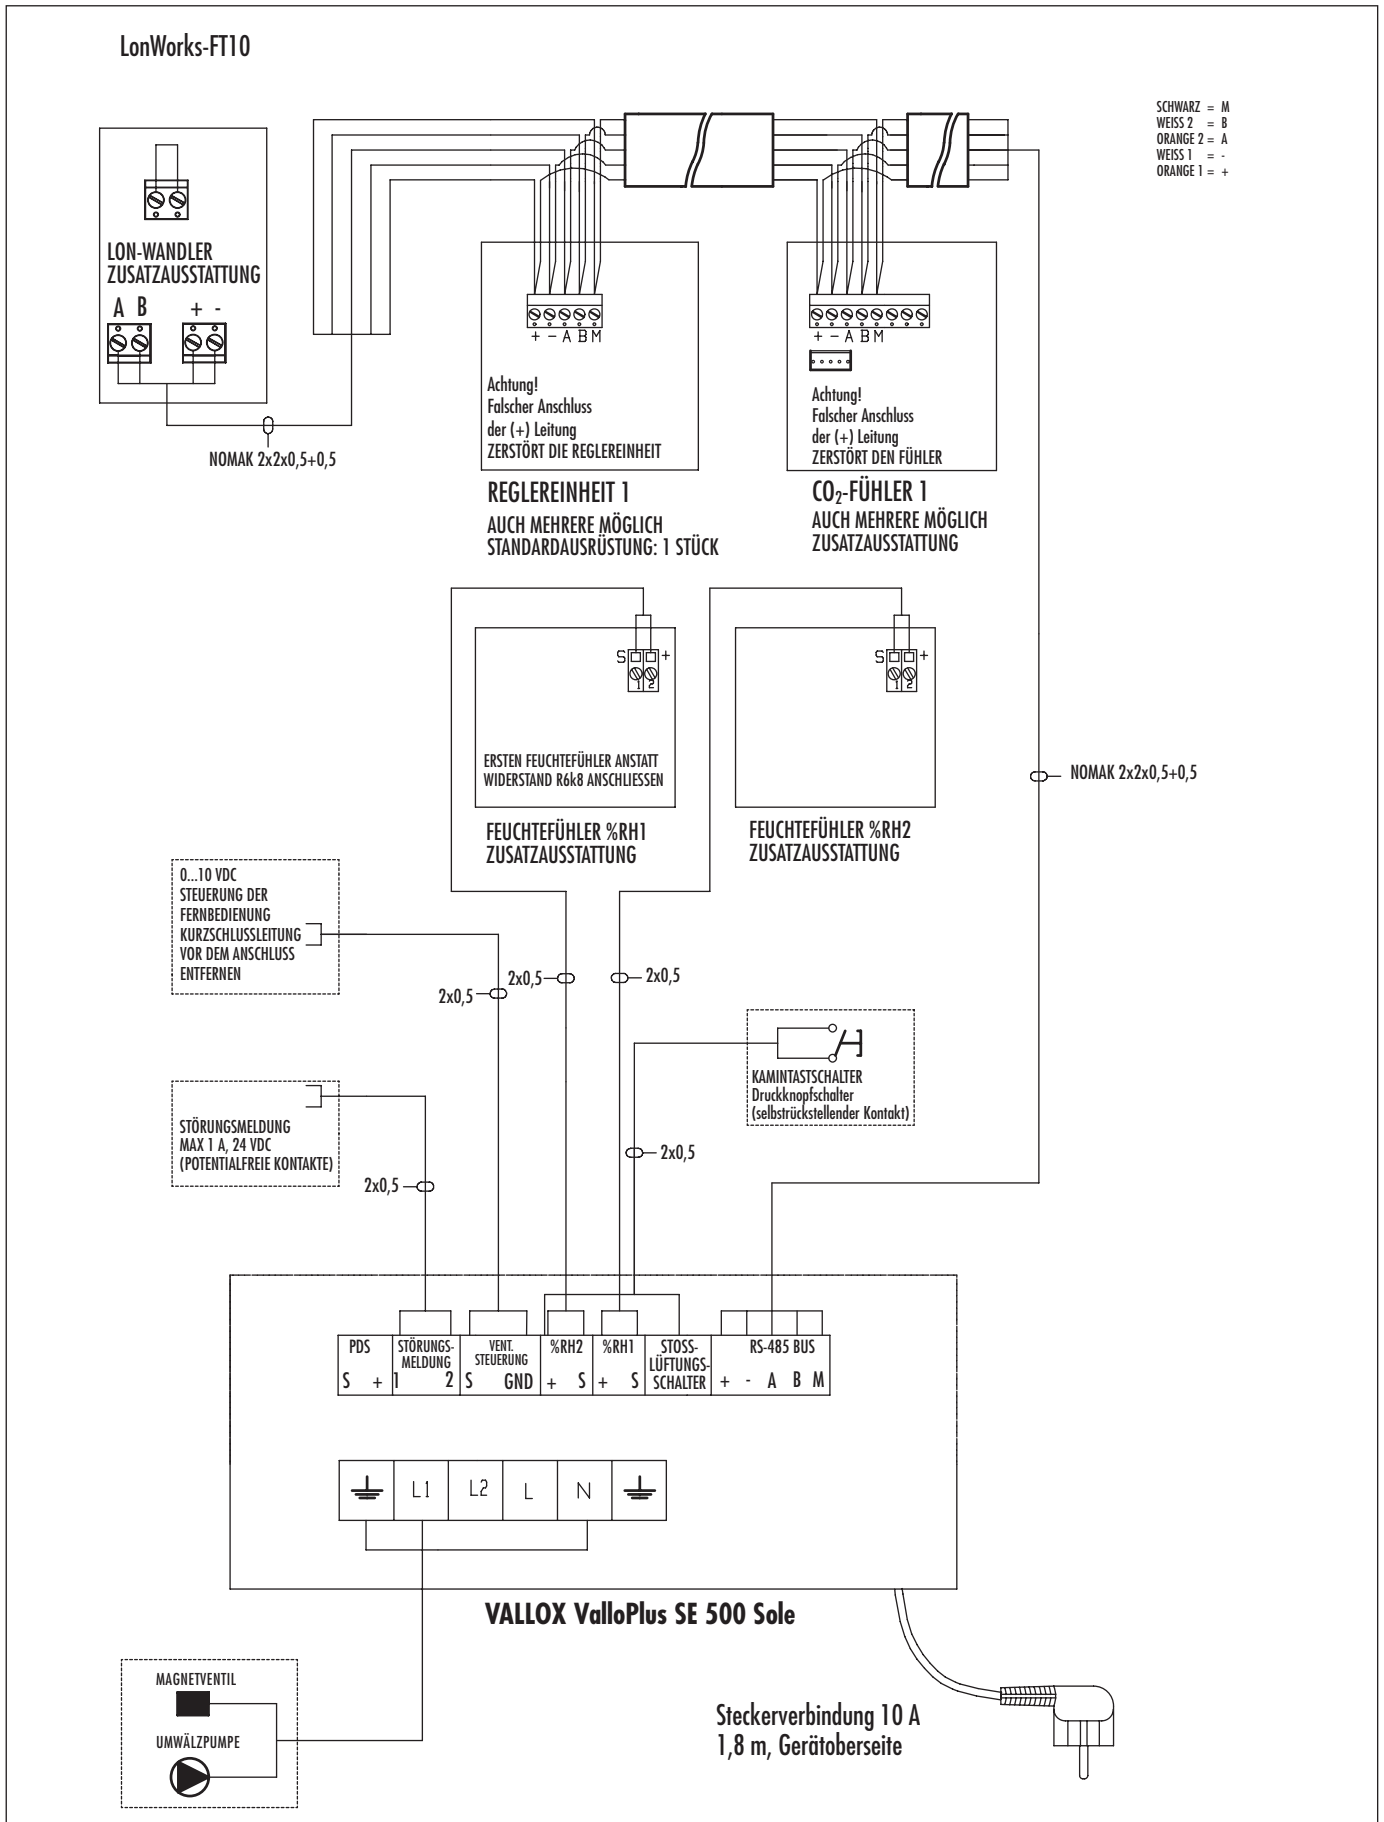 LonWorks-FT10
SCHWARZ = M
WEISS 2 = B
ORANGE 2 = A
WEISS 1 = -
ORANGE 1 = +
LON-WANDLER
ZUSATZAUSSTATTUNG
A B + -
NOMAK 2x2x0,5+0,5
+ - A B M
Achtung!
Falscher Anschluss
der (+) Leitung
ZERSTÖRT DIE REGLEREINHEIT
REGLEREINHEIT 1
AUCH MEHRERE MÖGLICH
STANDARDAUSRÜSTUNG: 1 STÜCK
+ - A B M
Achtung!
Falscher Anschluss
der (+) Leitung
ZERSTÖRT DEN FÜHLER
CO₂-FÜHLER 1
AUCH MEHRERE MÖGLICH
ZUSATZAUSSTATTUNG
S +
1 2
ERSTEN FEUCHTEFÜHLER ANSTATT
WIDERSTAND R6k8 ANSCHLIESSEN
FEUCHTEFÜHLER %RH1
ZUSATZAUSSTATTUNG
S +
1 2
FEUCHTEFÜHLER %RH2
ZUSATZAUSSTATTUNG
NOMAK 2x2x0,5+0,5
0...10 VDC
STEUERUNG DER
FERNBEDIENUNG
KURZSCHLUSSLEITUNG
VOR DEM ANSCHLUSS
ENTFERNEN
2x0,5
2x0,5
2x0,5
KAMINTASTSCHALTER
Druckknopfschalter
(selbstrückstellender Kontakt)
2x0,5
STÖRUNGSMELDUNG
MAX 1 A, 24 VDC
(POTENTIALFREIE KONTAKTE)
2x0,5
PDS
S +
STÖRUNGS-
MELDUNG
1 2
VENT.
STEUERUNG
S GND
%RH2
+ S
%RH1
+ S
STOSS-
LÜFTUNGS-
SCHALTER
RS-485 BUS
+ - A B M
L1 L2 L N
VALLOX ValloPlus SE 500 Sole
MAGNETVENTIL
UMWÄLZPUMPE
Steckerverbindung 10 A
1,8 m, Gerätoberseite